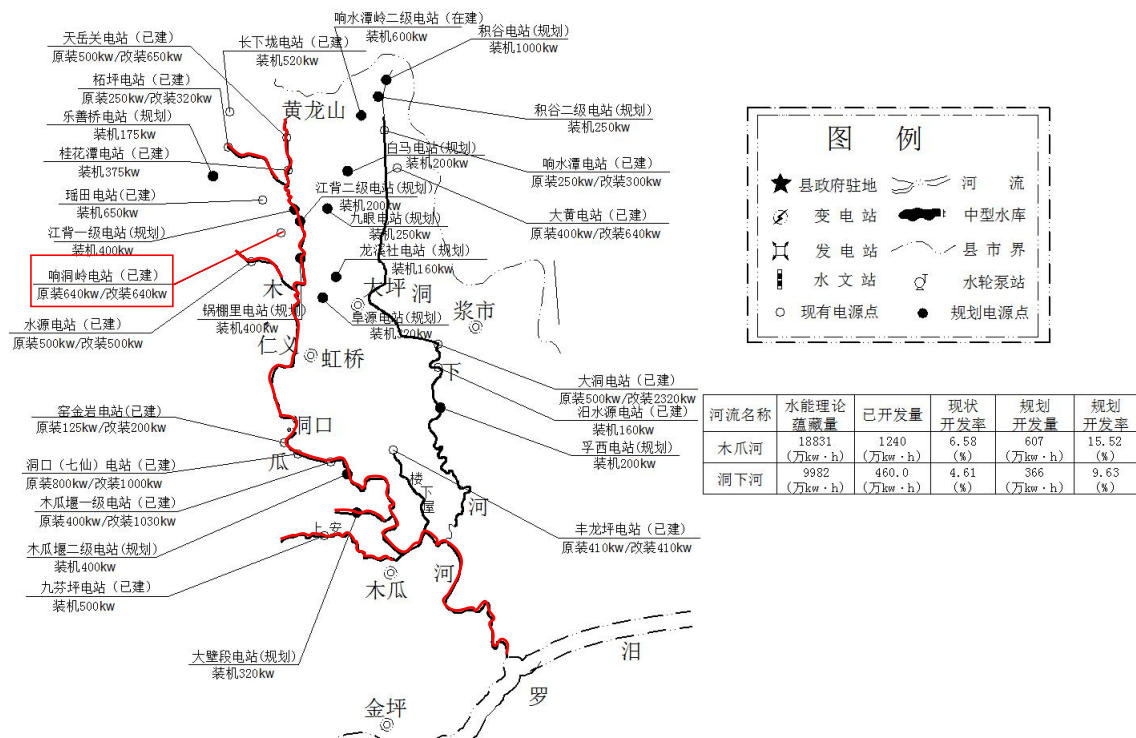 响水潭岭二级电站（在建）
装机600kw
积谷电站(规划)
装机1000kw
天岳关电站（已建）
原装500kw/改装650kw
长下垅电站（已建）
装机520kw
柘坪电站（已建）
原装250kw/改装320kw
黄龙山
积谷二级电站(规划)
装机250kw
乐善桥电站（规划）
装机175kw
白马电站(规划)
装机200kw
桂花潭电站（已建）
装机375kw
响水潭电站（已建）
原装250kw/改装300kw
瑶田电站(已建)
装机650kw
江背二级电站(规划)
装机200kw
九眼电站(规划)
装机250kw
大黄电站（已建）
原装400kw/改装640kw
江背一级电站(规划)
装机400kw
龙溪社电站（规划）
装机160kw
响洞岭电站（已建）
原装640kw/改装640kw
木
大坪
洞
水源电站（已建）
原装500kw/改装500kw
锅棚里电站(规划)
装机400kw
阜源电站(规划)
装机320kw
浆市
仁义
虹桥
下
大洞电站（已建）
原装500kw/改装2320kw
汨水源电站（已建）
装机160kw
窑金岩电站(已建)
原装125kw/改装200kw
洞口
孚西电站(规划)
装机200kw
瓜
洞口（七仙）电站（已建）
原装800kw/改装1000kw
楼
下
屋
木瓜堰一级电站（已建）
原装400kw/改装1030kw
河
上安
丰龙坪电站（已建）
原装410kw/改装410kw
木瓜堰二级电站(规划)
装机400kw
河
木瓜
九芬坪电站（已建）
装机500kw
大壁段电站(规划)
装机320kw
汨
罗
金坪
图 例
县政府驻地 河 流
变 电 站 中型水库
发 电 站 县 市 界
水 文 站 水轮泵站
现有电源点 规划电源点
河流名称 水能理论蕴藏量 已开发量 现状开发率 规划开发量 规划开发率
木爪河 18831(万kw·h) 1240(万kw·h) 6.58(%) 607(万kw·h) 15.52(%)
洞下河 9982(万kw·h) 460.0(万kw·h) 4.61(%) 366(万kw·h) 9.63(%)